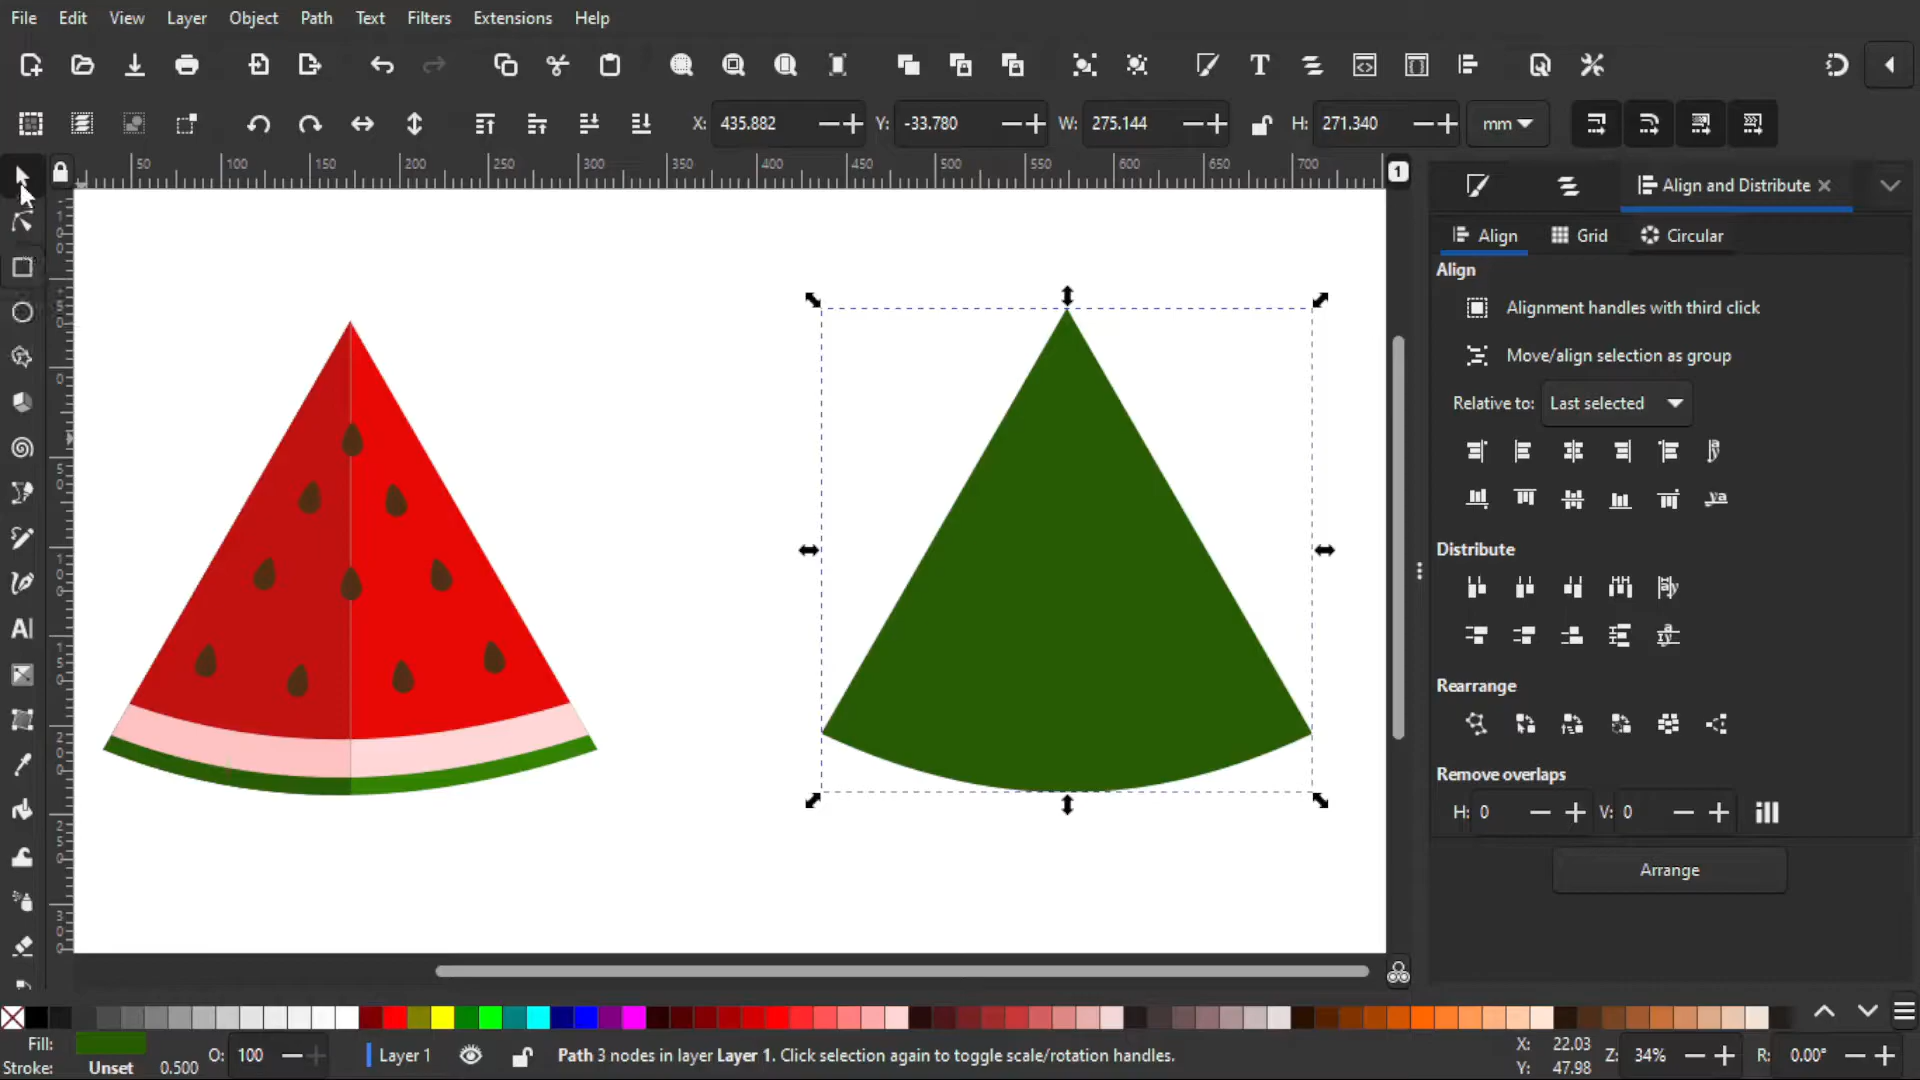 File Edit View Layer Object Path Text Filters Extensions Help
X: 435.882 Y: -33.780 W: 275.144 H: 271.340 mm
50 100 150 200 250 300 350 400 450 500 550 600 650 700
1
Align and Distribute
Align Grid Circular
Align
Alignment handles with third click
Move/align selection as group
Relative to: Last selected
Distribute
Rearrange
Remove overlaps
H: 0 V: 0
Arrange
Fill: O: 100 Layer 1 Path 3 nodes in layer Layer 1. Click selection again to toggle scale/rotation handles. X: 22.03 Z: 34% R: 0.00°
Stroke: Unset 0.500 Y: 47.98